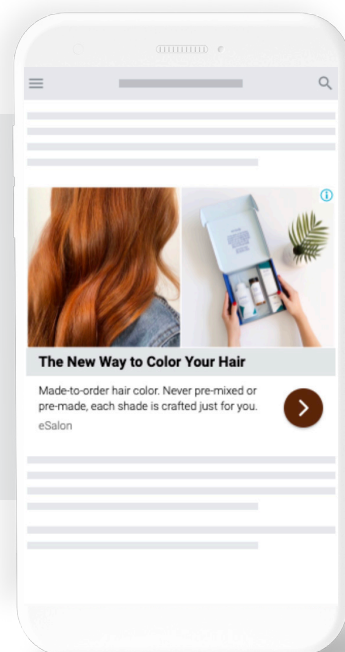 The New Way to Color Your Hair
Made-to-order hair color. Never pre-mixed or
pre-made, each shade is crafted just for you.
eSalon